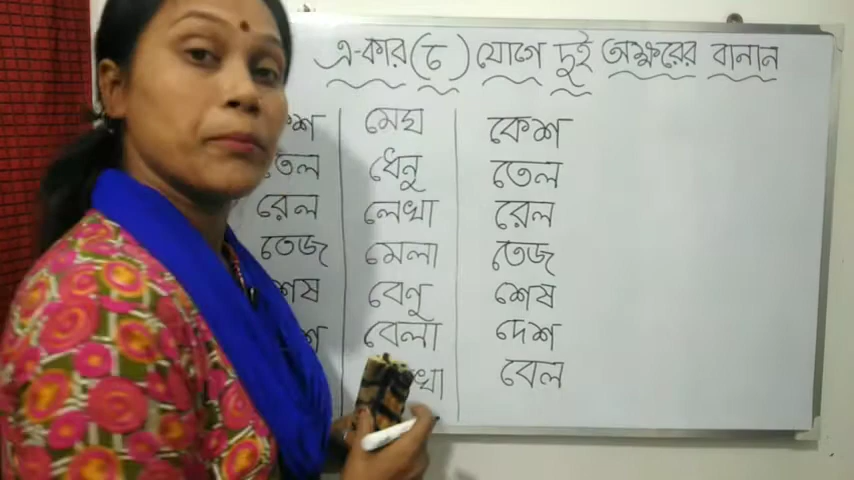 এ-কার(ে) যোগে দুই অক্ষরের বানান
মেঘ কেশ
তেল ধেনু তেল
রেল লেখা রেল
তেজ মেলা তেজ
বেনু শেষ
বেলা দেশ
বেল